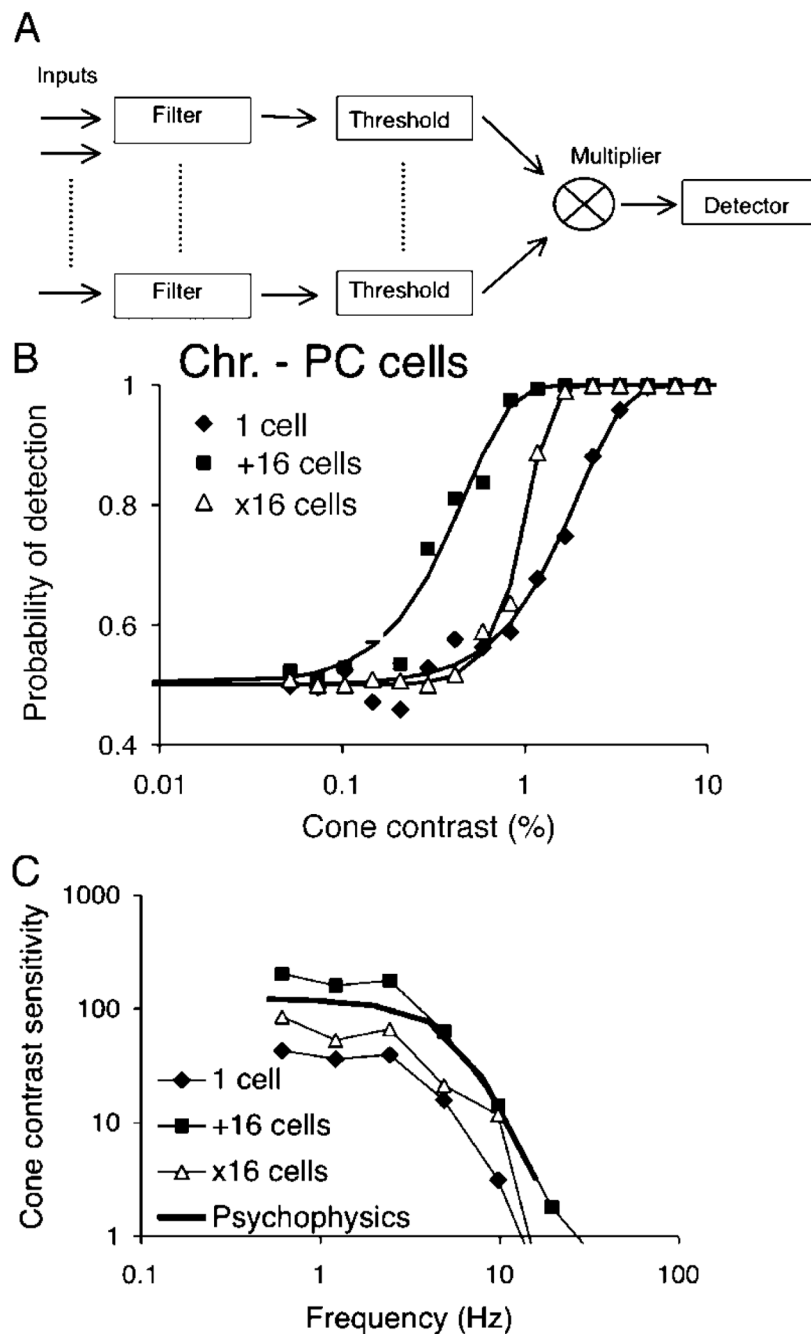 A
Inputs
Filter
Threshold
Multiplier
Detector
Filter
Threshold
B
Chr. - PC cells
1 cell
+16 cells
x16 cells
Probability of detection
1
0.8
0.6
0.4
0.01
0.1
1
10
Cone contrast (%)
C
Cone contrast sensitivity
1000
100
10
1
1 cell
+16 cells
x16 cells
Psychophysics
0.1
1
10
100
Frequency (Hz)